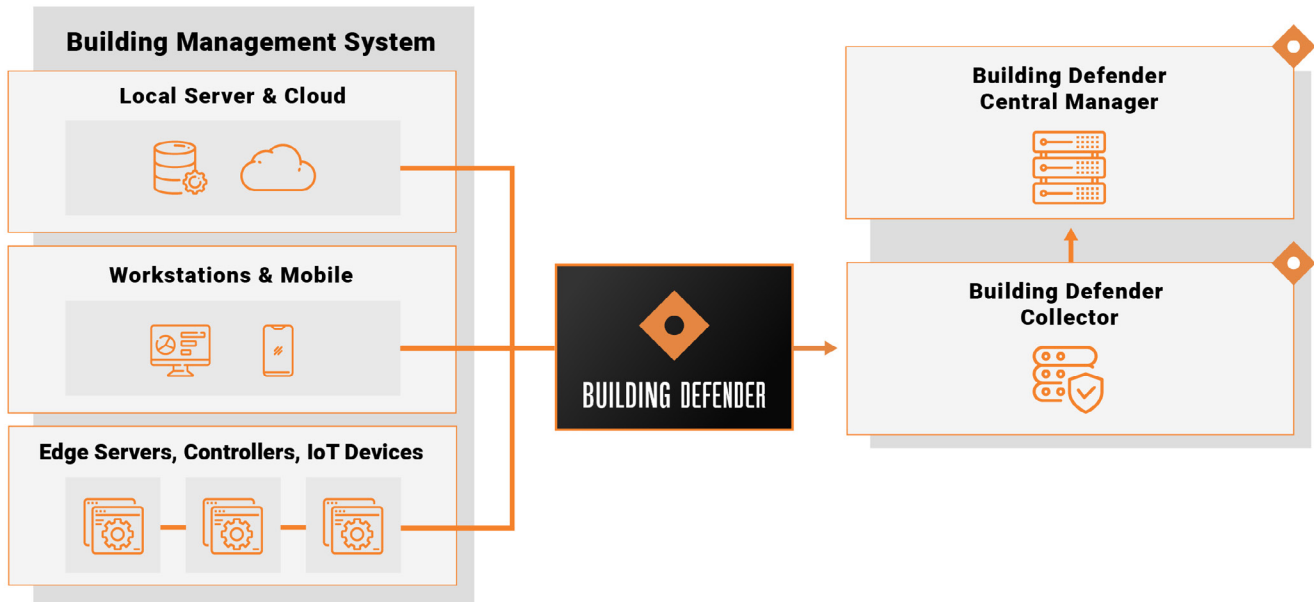 Building Management System
Local Server & Cloud
Workstations & Mobile
Edge Servers, Controllers, IoT Devices
BUILDING DEFENDER
Building Defender
Central Manager
Building Defender
Collector